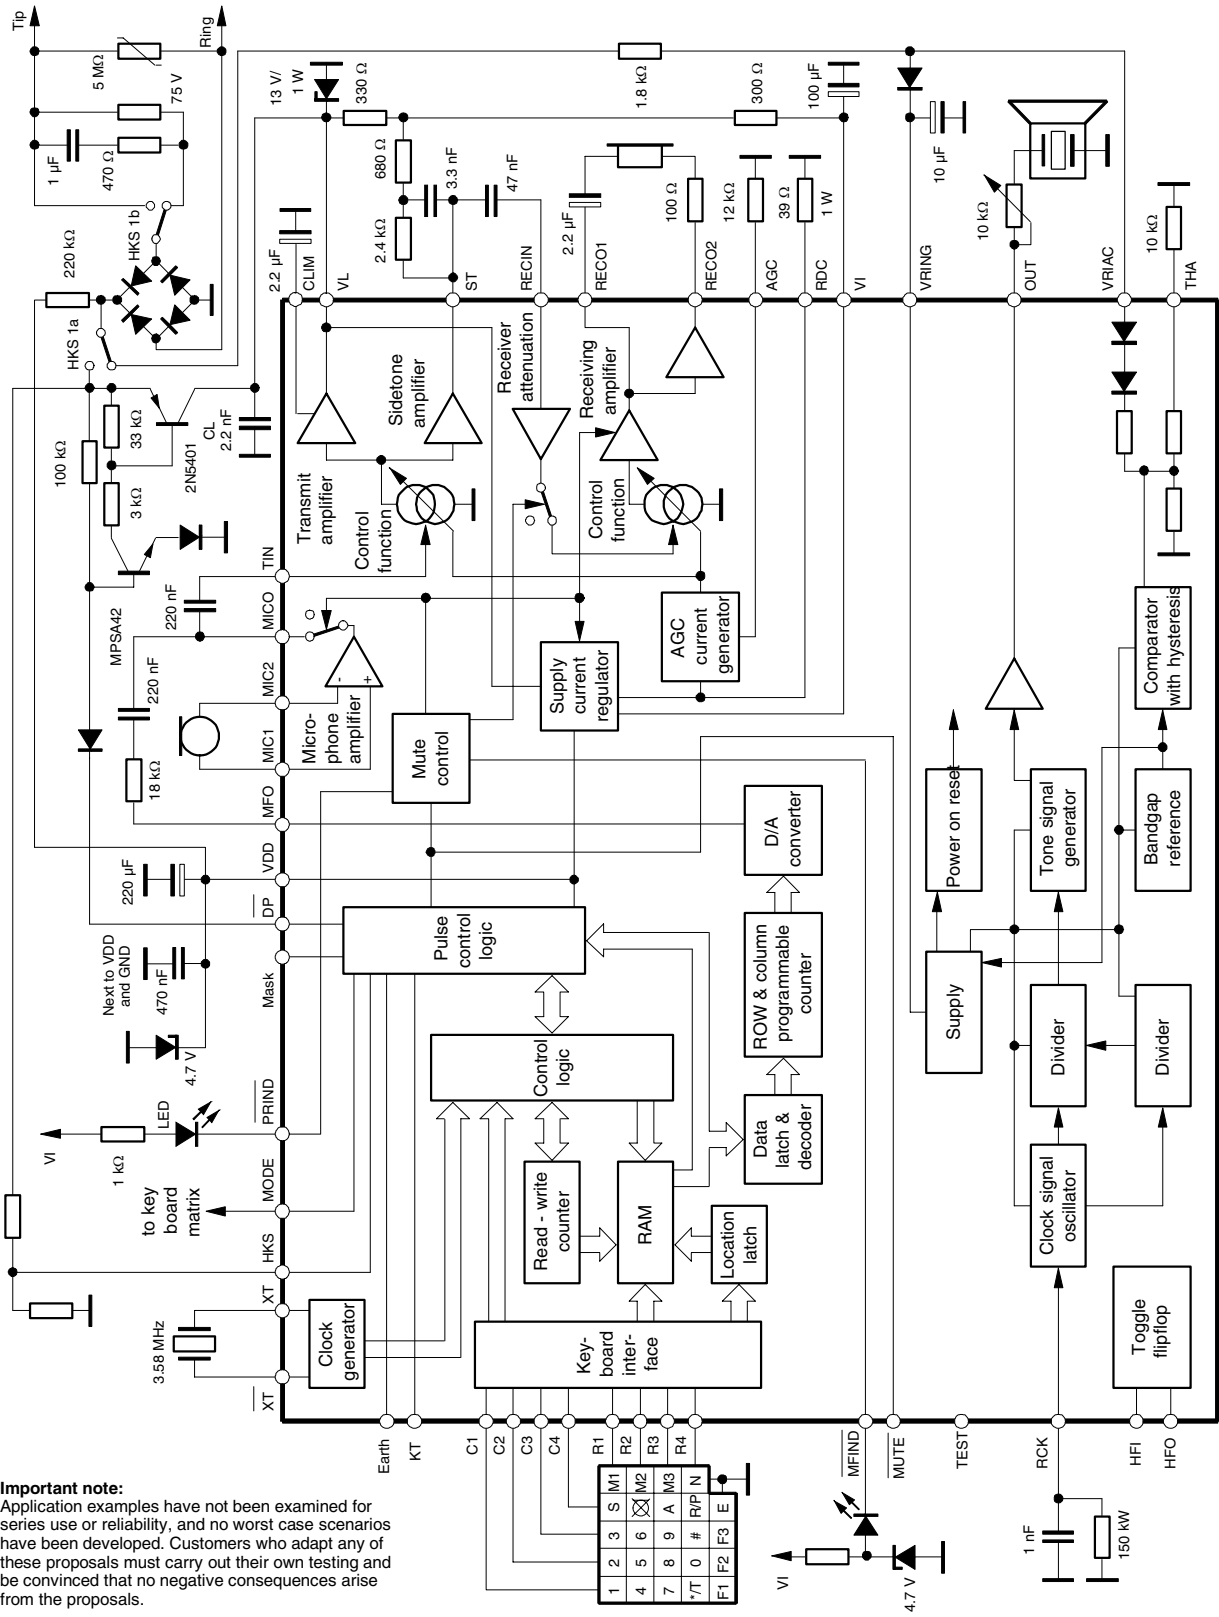 Tip
Ring
5 MΩ
75 V
1 µF
470 Ω
HKS 1b
220 kΩ
HKS 1a
13 V/
1 W
330 Ω
1.8 kΩ
300 Ω
100 µF
680 Ω
3.3 nF
47 nF
2.4 kΩ
2.2 µF
2.2 µF
100 Ω
12 kΩ
39 Ω
1 W
10 µF
10 kΩ
10 kΩ
CLIM
VL
ST
RECIN
RECO1
RECO2
AGC
RDC
VI
VRING
OUT
VRIAC
THA
100 kΩ
33 kΩ
3 kΩ
2N5401
CL
2.2 nF
MPSA42
220 nF
220 nF
18 kΩ
220 µF
Next to VDD
and GND
470 nF
4.7 V
LED
VI
1 kΩ
to key
board
matrix
3.58 MHz
TIN
MICO
MIC2
MIC1
MFO
VDD
DP
Mask
PRIND
MODE
HKS
XT
XT
Transmit
amplifier
Sidetone
amplifier
Receiver
attenuation
Receiving
amplifier
Control
function
Control
function
Micro-
phone
amplifier
-
+
Mute
control
Supply
current
regulator
AGC
current
generator
Pulse
control
logic
D/A
converter
ROW & column
programmable
counter
Control
logic
Data
latch &
decoder
Read - write
counter
RAM
Location
latch
Clock
generator
Key-
board
inter-
face
Power on reset
Tone signal
generator
Comparator
with hysteresis
Bandgap
reference
Supply
Divider
Divider
Clock signal
oscillator
Toggle
flipflop
Earth
KT
C1
C2
C3
C4
R1
R2
R3
R4
MFIND
MUTE
TEST
RCK
HFI
HFO
1 2 3 S M1
4 5 6 M2
7 8 9 A M3
*/T 0 # R/P N
F1 F2 F3 E
VI
4.7 V
1 nF
150 kW
Important note:
Application examples have not been examined for
series use or reliability, and no worst case scenarios
have been developed. Customers who adapt any of
these proposals must carry out their own testing and
be convinced that no negative consequences arise
from the proposals.